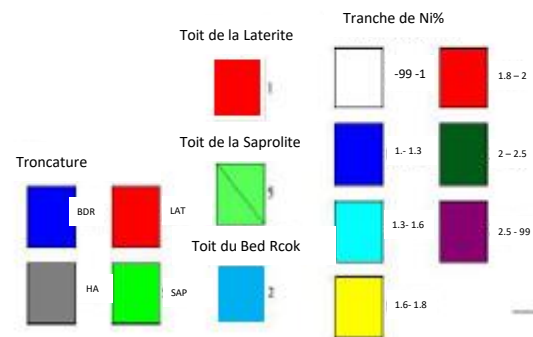 Toit de la Laterite
1
Toit de la Saprolite
Toit du Bed Rcok
2
Troncature
BDR
LAT
HA
SAP
Tranche de Ni%
-99 -1
1.8 – 2
1.- 1.3
2 – 2.5
1.3- 1.6
2.5 - 99
1.6- 1.8